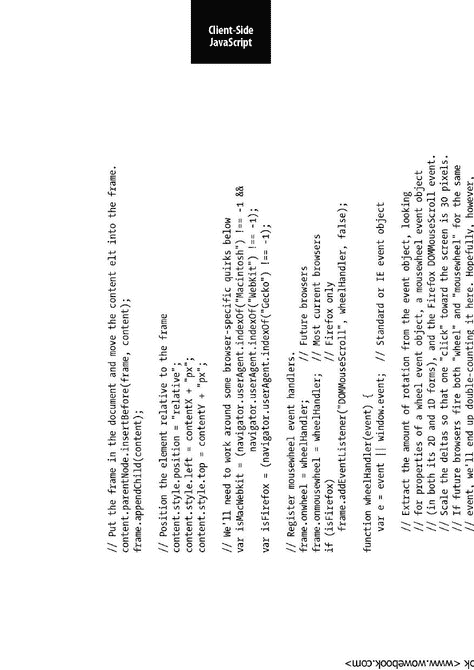 Client-Side
JavaScript
// Put the frame in the document and move the content elt into the frame.
content.parentNode.insertBefore(frame, content);
frame.appendChild(content);
// Position the element relative to the frame
content.style.position = "relative";
content.style.left = contentX + "px";
content.style.top = contentY + "px";
// We'll need to work around some browser-specific quirks below
var isMacWebkit = (navigator.userAgent.indexOf("Macintosh") !== -1 &&
navigator.userAgent.indexOf("WebKit") !== -1);
var isFirefox = (navigator.userAgent.indexOf("Gecko") !== -1);
// Register mousewheel event handlers.
frame.onwheel = wheelHandler; // Future browsers
frame.onmousewheel = wheelHandler; // Most current browsers
if (isFirefox) // Firefox only
frame.addEventListener("DOMMouseScroll", wheelHandler, false);
function wheelHandler(event) {
var e = event || window.event; // Standard or IE event object
// Extract the amount of rotation from the event object, looking
// for properties of a wheel event object, a mousewheel event object
// (in both its 2D and 1D forms), and the Firefox DOMMouseScroll event.
// Scale the deltas so that one "click" toward the screen is 30 pixels.
// If future browsers fire both "wheel" and "mousewheel" for the same
// event, we'll end up double-counting it here. Hopefully, however,
ok <www.wowebook.com>